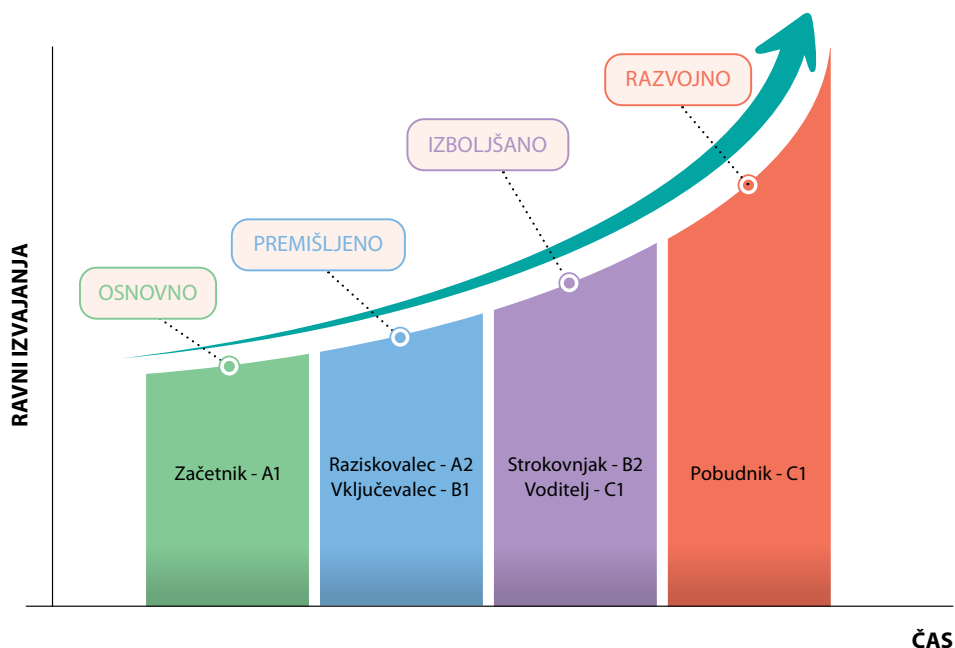 RAZVOJNO
IZBOLJŠANO
PREMIŠLJENO
OSNOVNO
RAVNI IZVAJANJA
Začetnik - A1
Raziskovalec - A2
Vključevalec - B1
Strokovnjak - B2
Voditelj - C1
Pobudnik - C1
ČAS